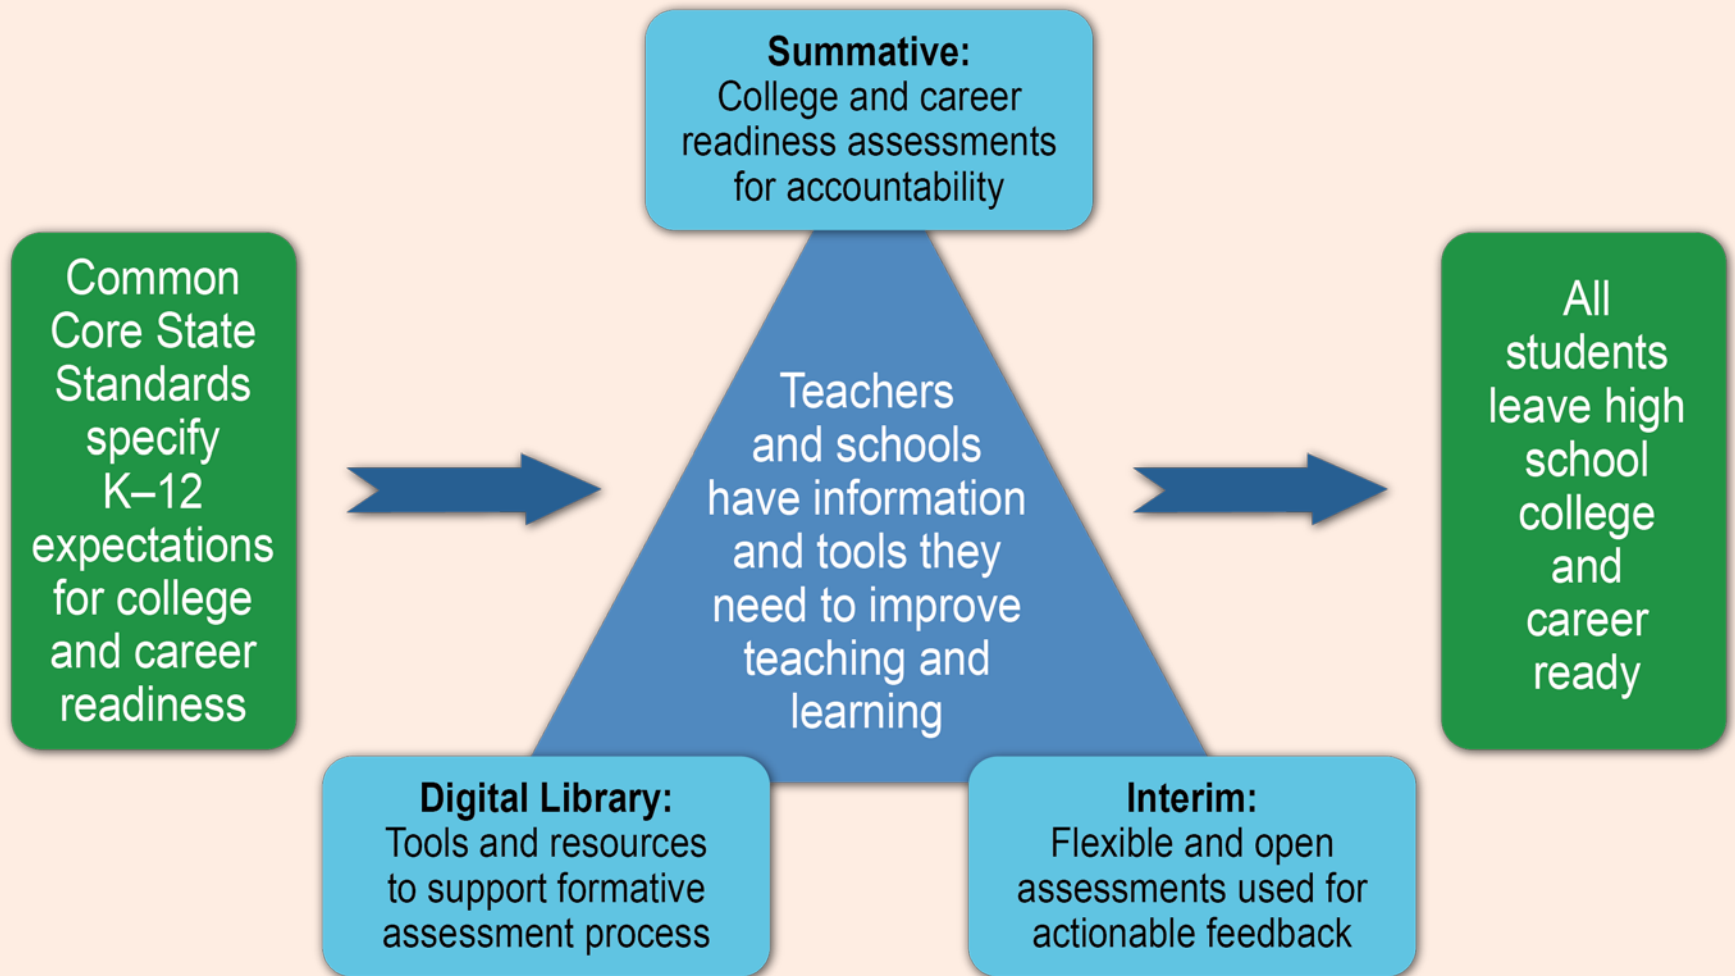 Summative:
College and career
readiness assessments
for accountability
Common
Core State
Standards
specify
K–12
expectations
for college
and career
readiness
Teachers
and schools
have information
and tools they
need to improve
teaching and
learning
All
students
leave high
school
college
and
career
ready
Digital Library:
Tools and resources
to support formative
assessment process
Interim:
Flexible and open
assessments used for
actionable feedback